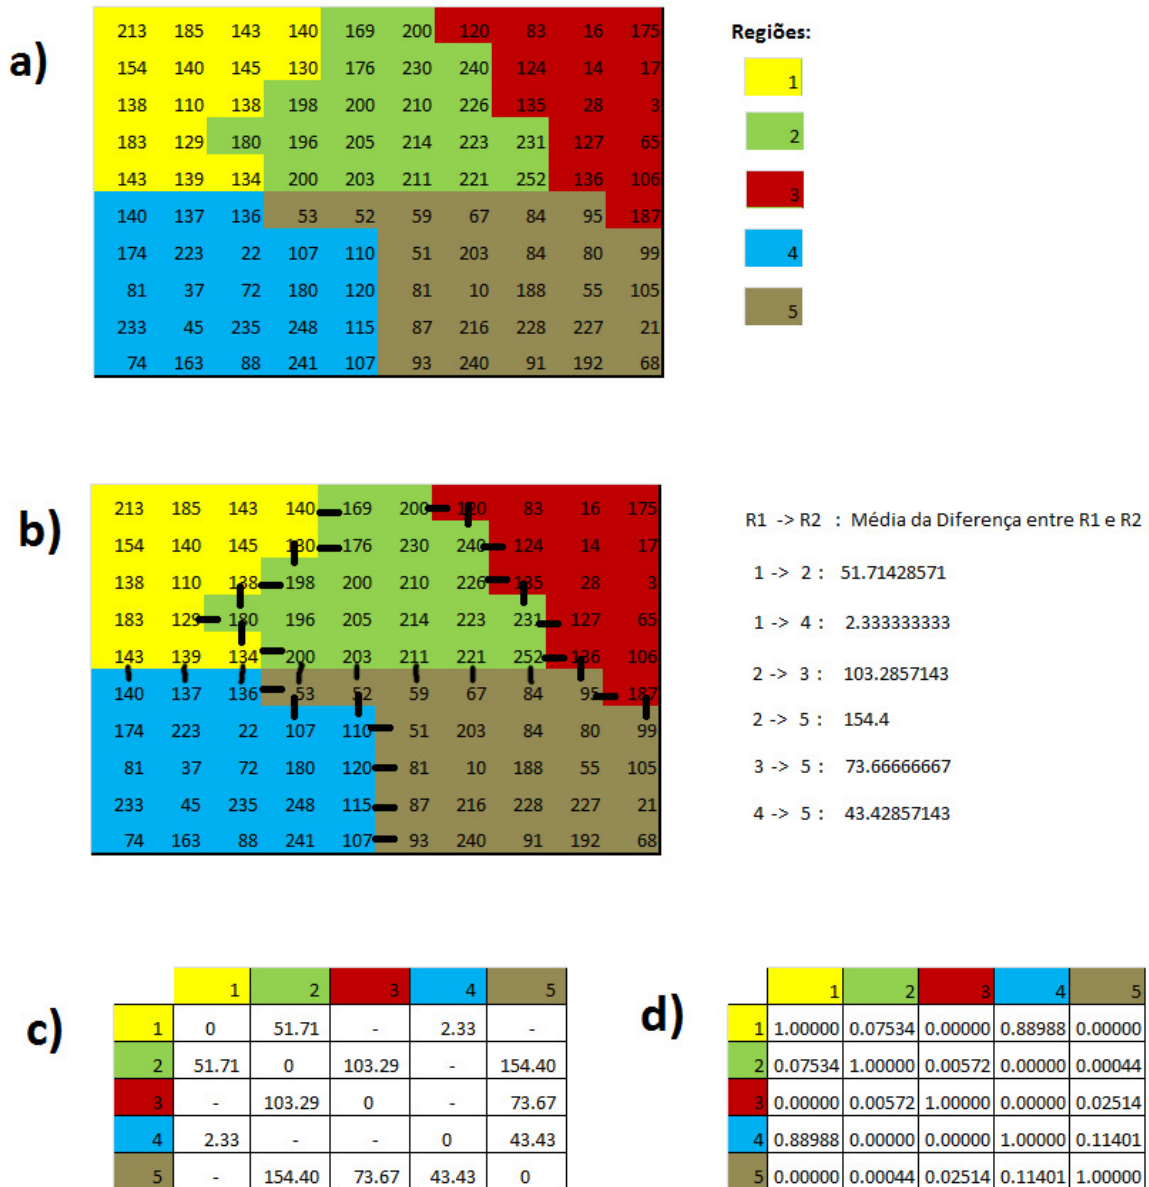 a)
213 185 143 140 169 200 120 83 16 175
154 140 145 130 176 230 240 124 14 17
138 110 138 198 200 210 226 135 28 3
183 129 180 196 205 214 223 231 127 65
143 139 134 200 203 211 221 252 136 106
140 137 136 53 52 59 67 84 95 187
174 223 22 107 110 51 203 84 80 99
81 37 72 180 120 81 10 188 55 105
233 45 235 248 115 87 216 228 227 21
74 163 88 241 107 93 240 91 192 68
Regiões:
1
2
3
4
5
b)
213 185 143 140 169 200 120 83 16 175
154 140 145 130 176 230 240 124 14 17
138 110 138 198 200 210 226 135 28 3
183 129 180 196 205 214 223 231 127 65
143 139 134 200 203 211 221 252 136 106
140 137 136 53 52 59 67 84 95 187
174 223 22 107 110 51 203 84 80 99
81 37 72 180 120 81 10 188 55 105
233 45 235 248 115 87 216 228 227 21
74 163 88 241 107 93 240 91 192 68
R1 -> R2 : Média da Diferença entre R1 e R2
1 -> 2 : 51.71428571
1 -> 4 : 2.333333333
2 -> 3 : 103.2857143
2 -> 5 : 154.4
3 -> 5 : 73.66666667
4 -> 5 : 43.42857143
c)
1 2 3 4 5
1 0 51.71 - 2.33 -
2 51.71 0 103.29 - 154.40
3 - 103.29 0 - 73.67
4 2.33 - - 0 43.43
5 - 154.40 73.67 43.43 0
d)
1 2 3 4 5
1 1.00000 0.07534 0.00000 0.88988 0.00000
2 0.07534 1.00000 0.00572 0.00000 0.00044
3 0.00000 0.00572 1.00000 0.00000 0.02514
4 0.88988 0.00000 0.00000 1.00000 0.11401
5 0.00000 0.00044 0.02514 0.11401 1.00000